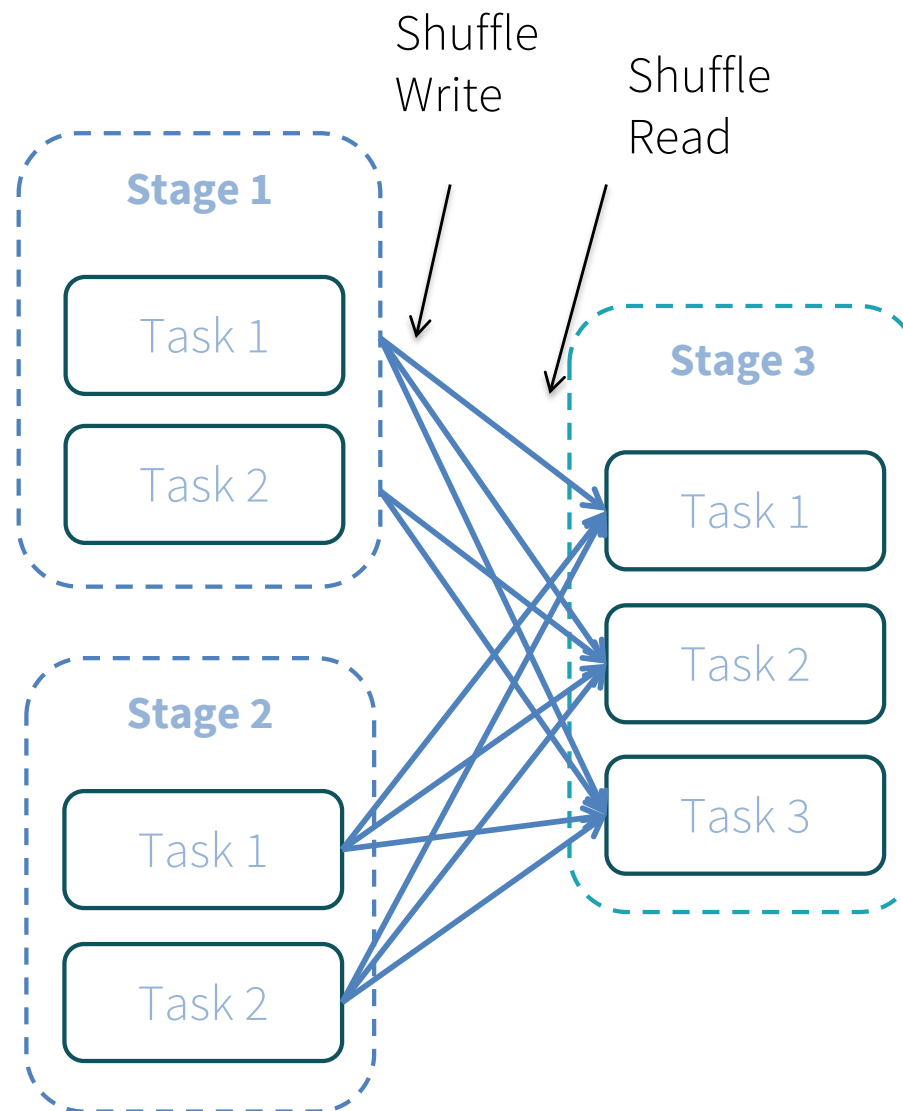 Shuffle
Write
Shuffle
Read
Stage 1
Task 1
Task 2
Stage 2
Task 1
Task 2
Stage 3
Task 1
Task 2
Task 3